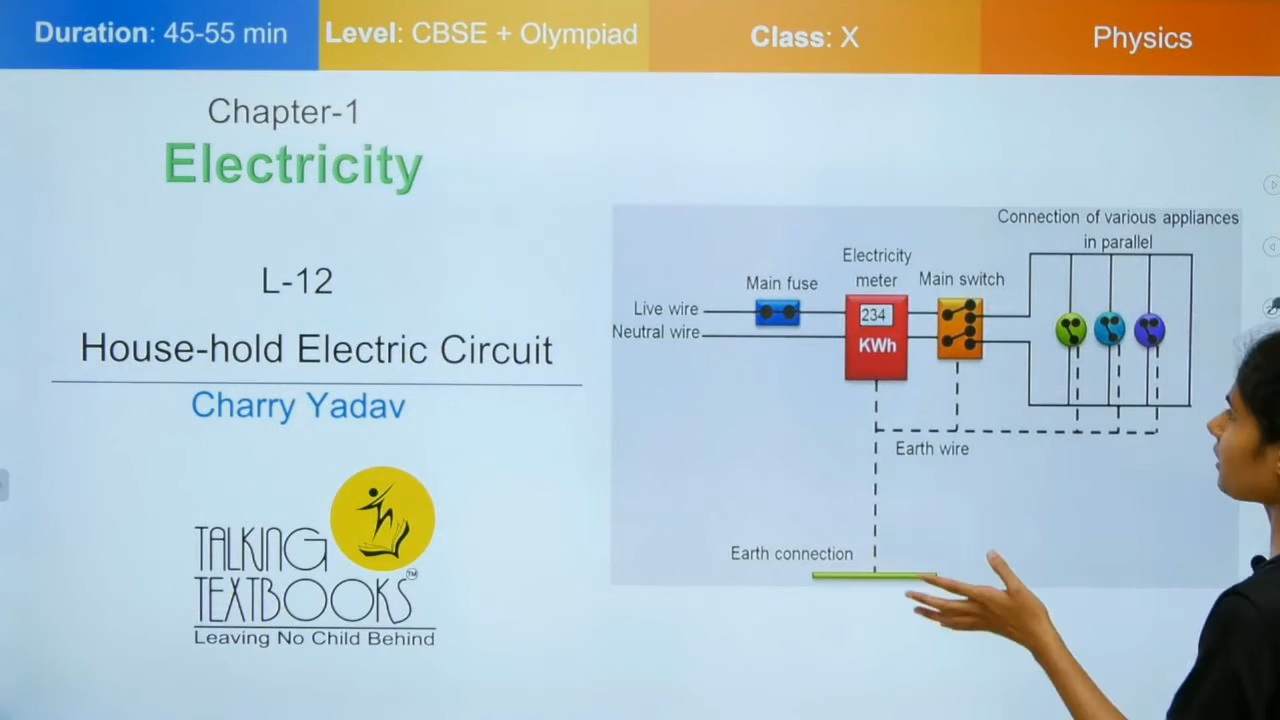 Duration: 45-55 min
Level: CBSE + Olympiad
Class: X
Physics
Chapter-1
Electricity
L-12
House-hold Electric Circuit
Charry Yadav
TALKING
TEXTBOOKS
TM
Leaving No Child Behind
Connection of various appliances
in parallel
Electricity
meter
Main switch
Main fuse
Live wire
Neutral wire
234
KWh
Earth wire
Earth connection